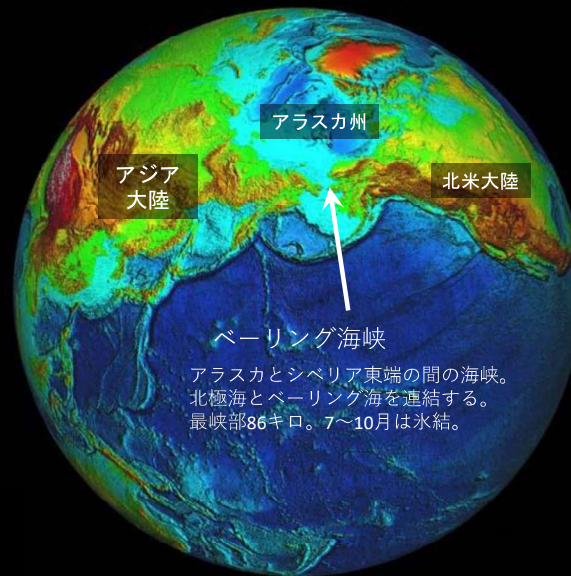 アラスカ州
アジア
大陸
北米大陸
ベーリング海峡
アラスカとシベリア東端の間の海峡。
北極海とベーリング海を連結する。
最峡部86キロ。7〜10月は氷結。